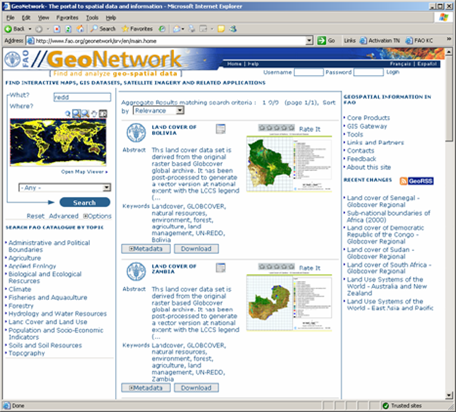 GeoNetwork - The portal to spatial data and information - Microsoft Internet Explorer
File Edit View Favorites Tools Help
Back Search Favorites
Address http://www.fao.org/geonetwork/srv/en/main.home Go Links Activaten TN FAO KC
FAO //GeoNetwork Home | Help Français | Español
Find and analyze geo-spatial data Username Password Login
FIND INTERACTIVE MAPS, GIS DATASETS, SATELLITE IMAGERY AND RELATED APPLICATIONS
What? redd
Where?
Open Map Viewer
- Any -
Search
Reset Advanced Options
SEARCH FAO CATALOGUE BY TOPIC
Administrative and Political
Boundaries
Agriculture
Applied Ecology
Biological and Ecological
Resources
Climate
Fisheries and Aquaculture
Forestry
Hydrology and Water Resources
Land Cover and Land Use
Population and Socio-Economic
Indicators
Soils and Soil Resources
Topography
Aggregate Results matching search criteria : 1 9/9 (page 1/1), Sort
by Relevance
LAND COVER OF
BOLIVIA
Rate It
Abstract This land cover data set is
derived from the original
raster based Globcover
global archive. It has been
post-processed to generate
a vector version at national
extent with the LCCS legend
(...
Keywords Landcover, GLOBCOVER,
natural resources,
environment, forest,
agriculture, land
management, UN-REDD,
Bolivia
Metadata Download
LAND COVER OF
ZAMBIA
Rate It
Abstract This land cover data set is
derived from the original
raster based Globcover
global archive. It has been
post-processed to generate
a vector version at national
extent with the LCCS legend
(...
Keywords Landcover, GLOBCOVER,
natural resources,
environment, forest,
agriculture, land
management, UN-REDD,
Zambia
Metadata Download
GEOSPATIAL INFORMATION IN
FAO
Core Products
GIS Gateway
Tools
Links and Partners
Contacts
Feedback
About this site
RECENT CHANGES GeoRSS
Land cover of Senegal -
Globcover Regional
Sub-national boundaries of
Africa (2000)
Land cover of Democratic
Republic of the Congo -
Globcover Regional
Land cover of Sudan -
Globcover Regional
Land cover of South Africa -
Globcover Regional
Land Use Systems of the
World - Australia and New
Zealand
Land Use Systems of the
World - East Asia and Pacific
Done Trusted sites